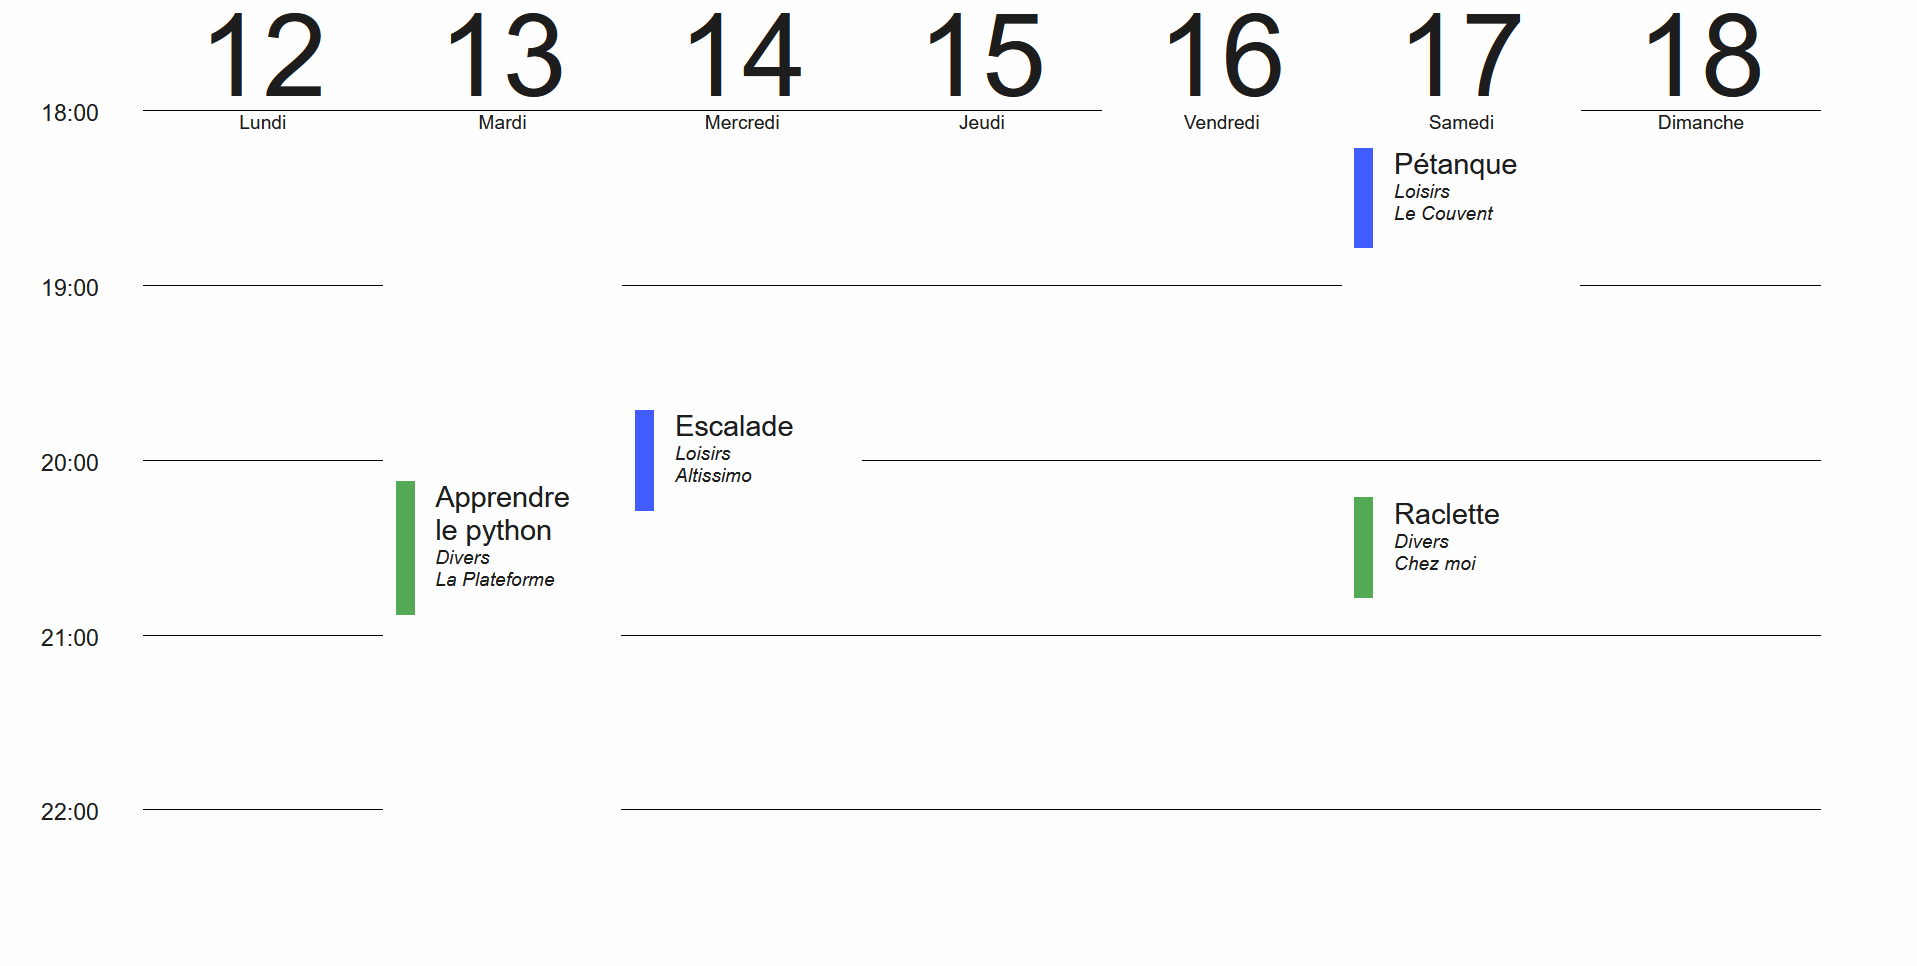 12 13 14 15 16 17 18
18:00
Lundi Mardi Mercredi Jeudi Vendredi Samedi Dimanche
Pétanque
Loisirs
Le Couvent
19:00
Escalade
Loisirs
Altissimo
20:00
Apprendre
le python
Divers
La Plateforme
Raclette
Divers
Chez moi
21:00
22:00